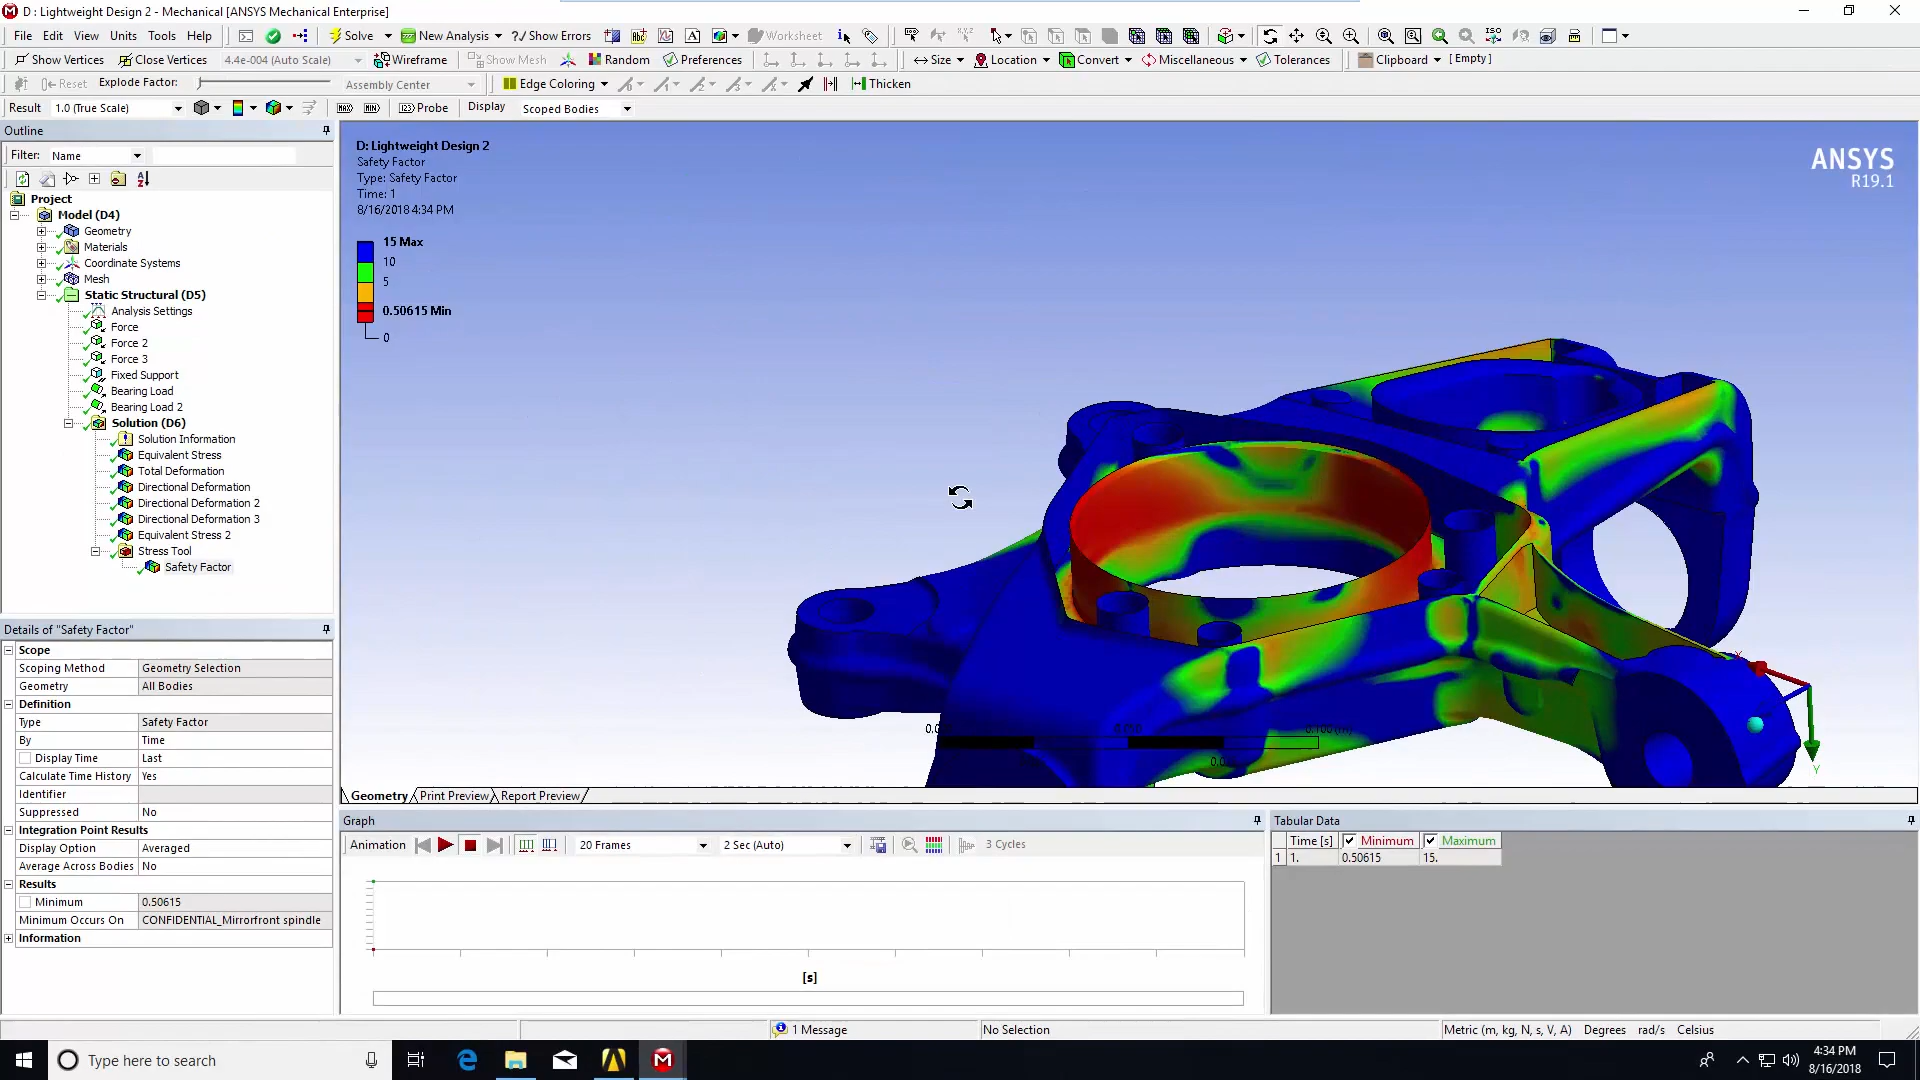 D : Lightweight Design 2 - Mechanical [ANSYS Mechanical Enterprise]
File Edit View Units Tools Help Solve New Analysis ?/ Show Errors Worksheet
Show Vertices Close Vertices 4.4e-004 (Auto Scale) Wireframe Show Mesh Random Preferences Size Location Convert Miscellaneous Tolerances Clipboard [ Empty ]
Reset Explode Factor: Assembly Center Edge Coloring Thicken
Result 1.0 (True Scale) MAX MIN Probe Display Scoped Bodies
Outline
Filter: Name
Project
Model (D4)
Geometry
Materials
Coordinate Systems
Mesh
Static Structural (D5)
Analysis Settings
Force
Force 2
Force 3
Fixed Support
Bearing Load
Bearing Load 2
Solution (D6)
Solution Information
Equivalent Stress
Total Deformation
Directional Deformation
Directional Deformation 2
Directional Deformation 3
Equivalent Stress 2
Stress Tool
Safety Factor
Details of "Safety Factor"
Scope
Scoping Method Geometry Selection
Geometry All Bodies
Definition
Type Safety Factor
By Time
Display Time Last
Calculate Time History Yes
Identifier
Suppressed No
Integration Point Results
Display Option Averaged
Average Across Bodies No
Results
Minimum 0.50615
Minimum Occurs On CONFIDENTIAL_Mirrorfront spindle
Information
D: Lightweight Design 2
Safety Factor
Type: Safety Factor
Time: 1
8/16/2018 4:34 PM
15 Max
10
5
0.50615 Min
0
ANSYS
R19.1
Y
Geometry Print Preview Report Preview
Graph
Animation 20 Frames 2 Sec (Auto) 3 Cycles
[s]
Tabular Data
Time [s] Minimum Maximum
1 1. 0.50615 15.
1 Message No Selection Metric (m, kg, N, s, V, A) Degrees rad/s Celsius
Type here to search
4:34 PM
8/16/2018